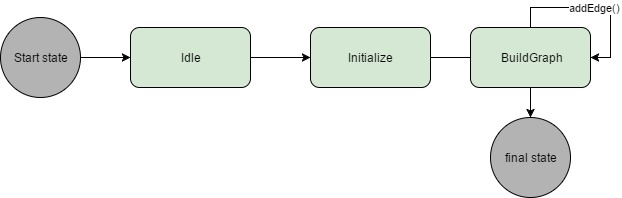 addEdge()
Start state
Idle
Initialize
BuildGraph
final state